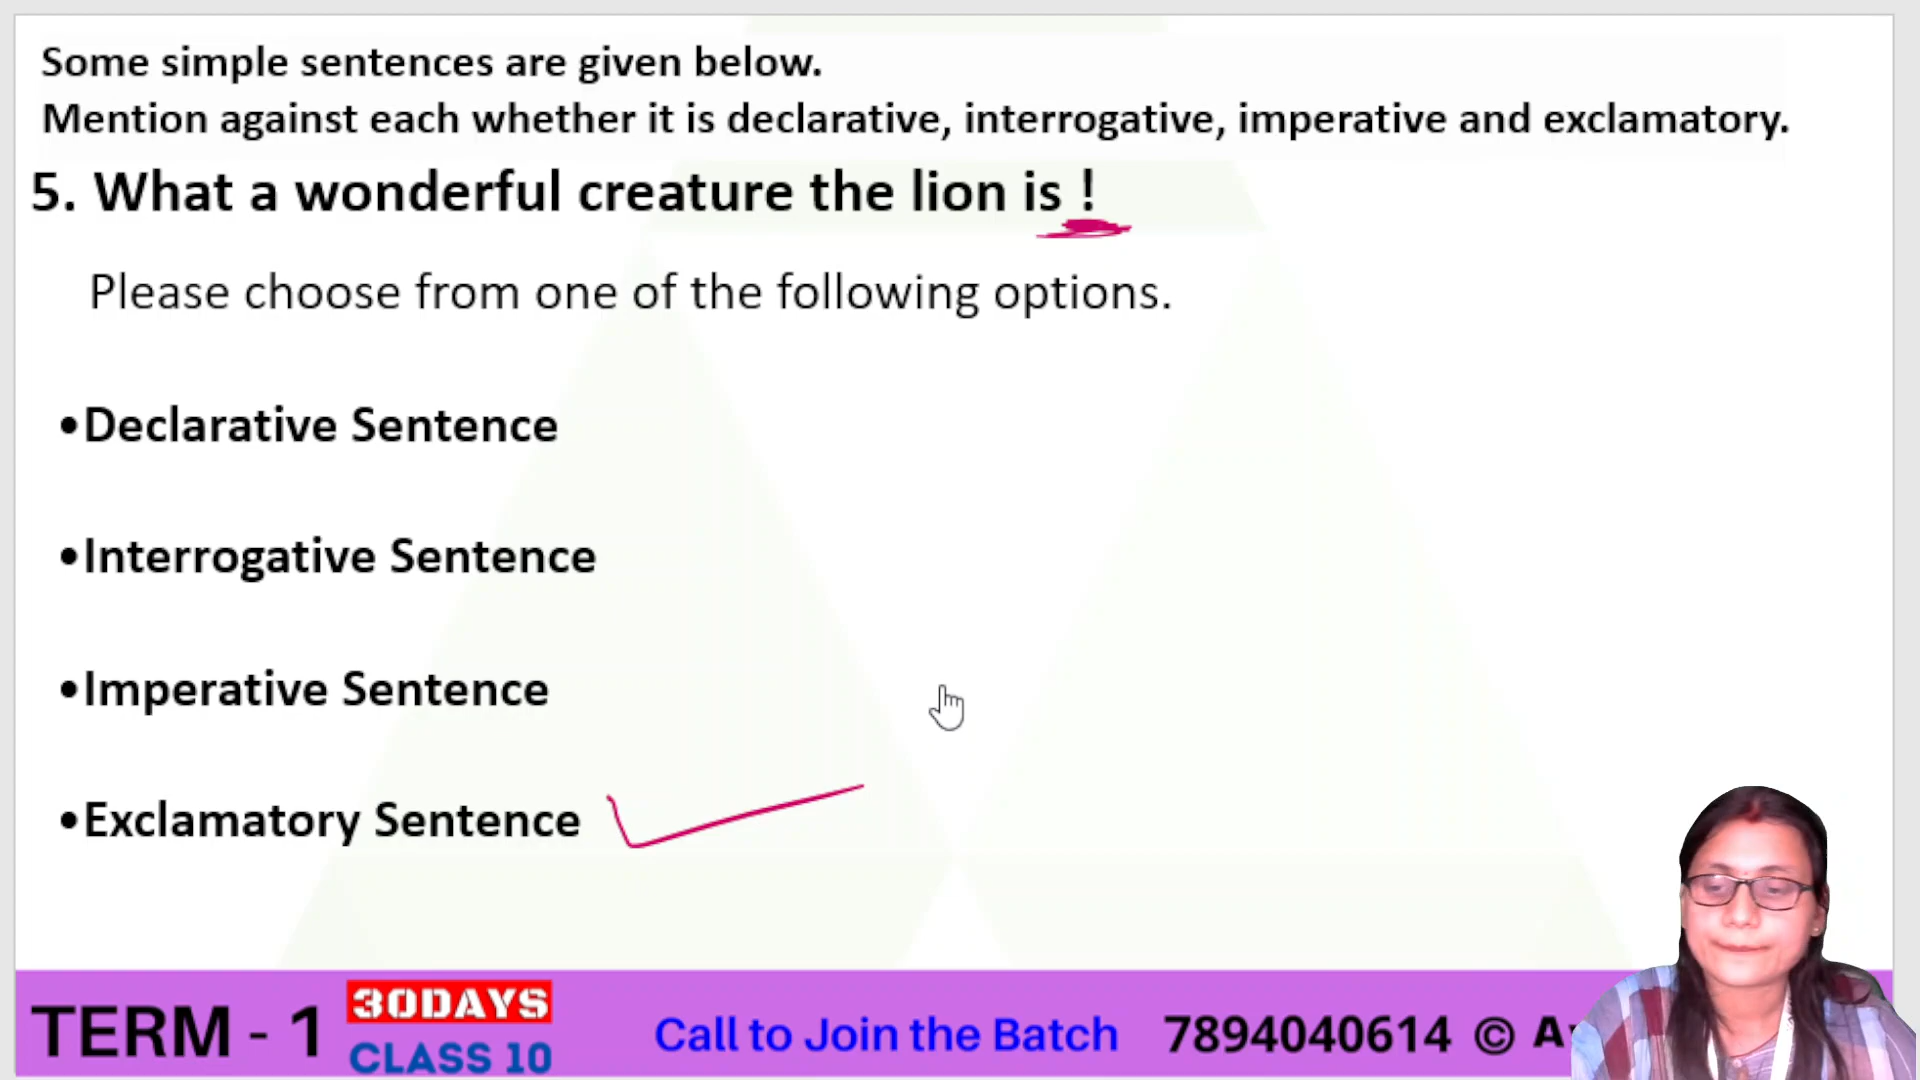 Some simple sentences are given below.
Mention against each whether it is declarative, interrogative, imperative and exclamatory.
5. What a wonderful creature the lion is !
Please choose from one of the following options.
•Declarative Sentence
•Interrogative Sentence
•Imperative Sentence
•Exclamatory Sentence
TERM - 1 30DAYS CLASS 10 Call to Join the Batch 7894040614 ©